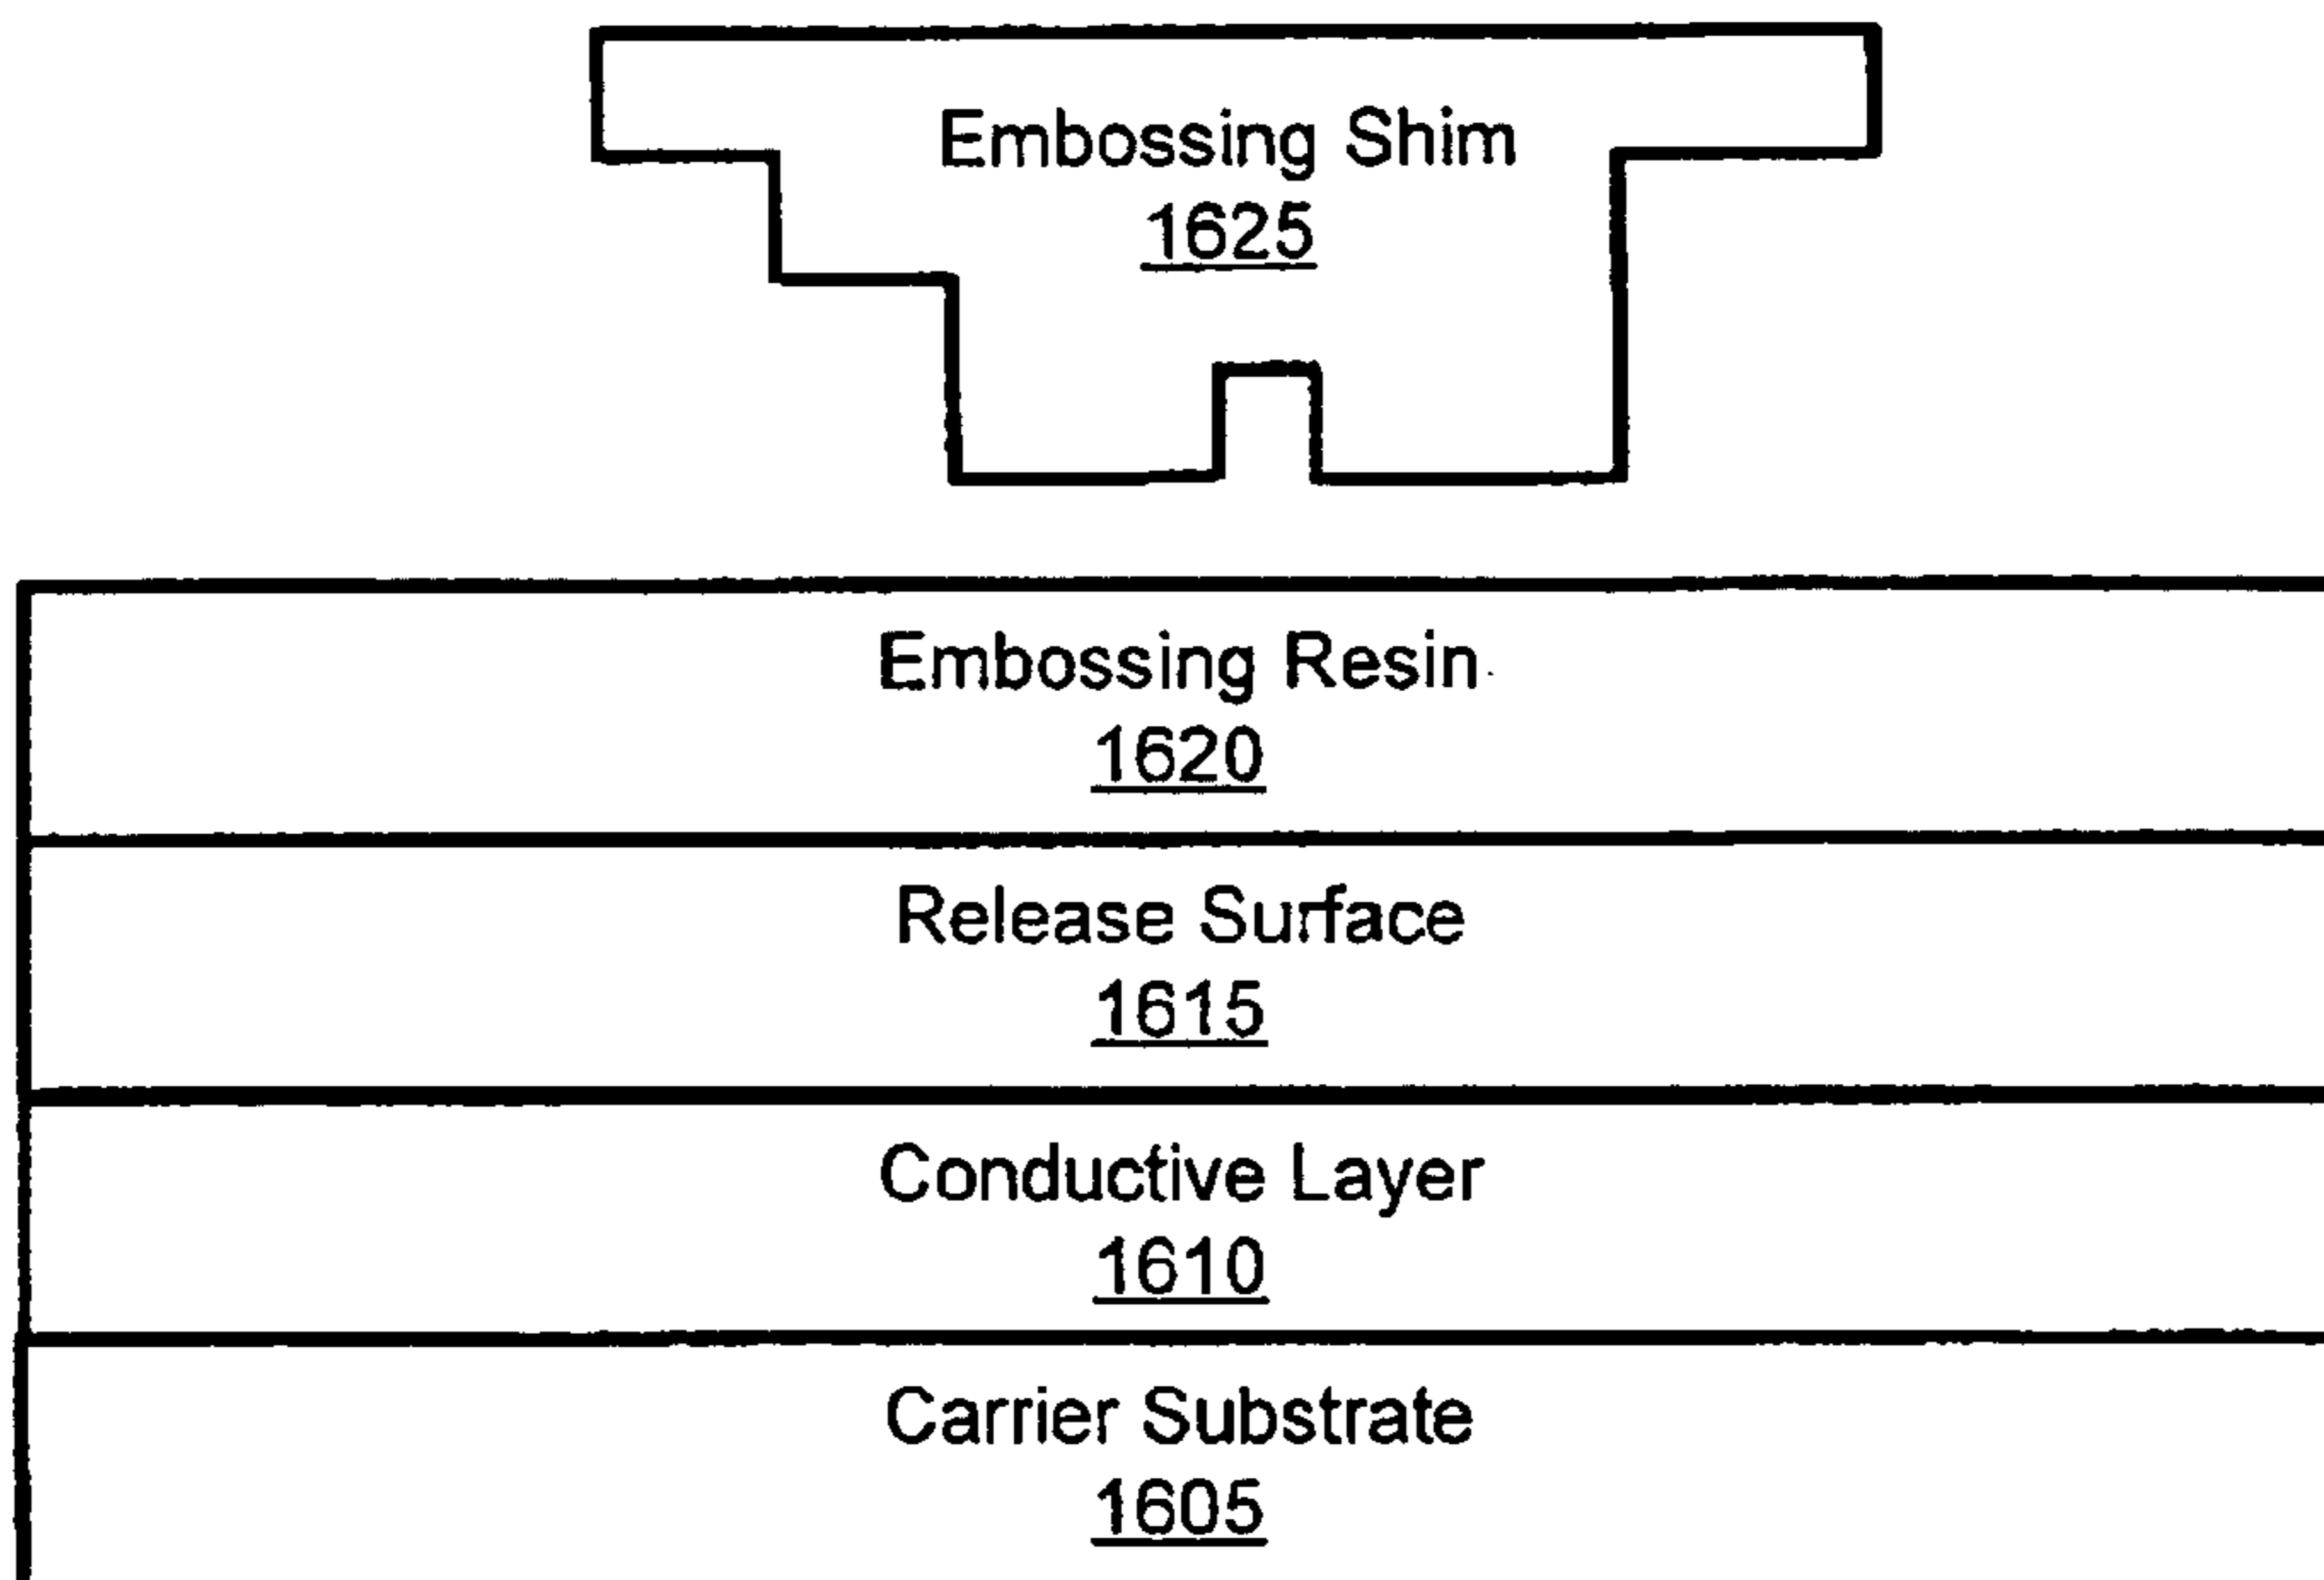 Embossing Shim
1625
Embossing Resin
1620
Release Surface
1615
Conductive Layer
1610
Carrier Substrate
1605